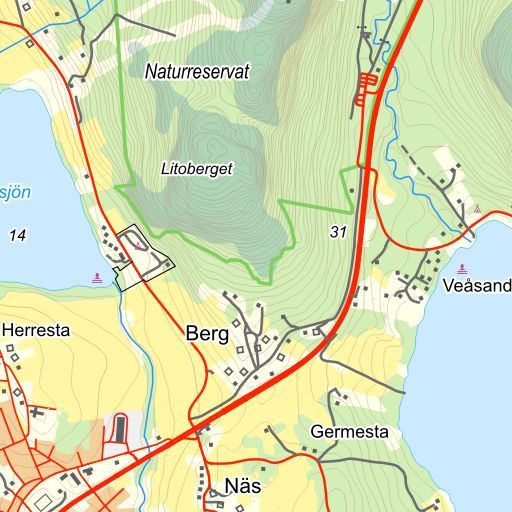 Naturreservat
Litoberget
sjön
14
31
Veåsand
Herresta
Berg
Germesta
Näs